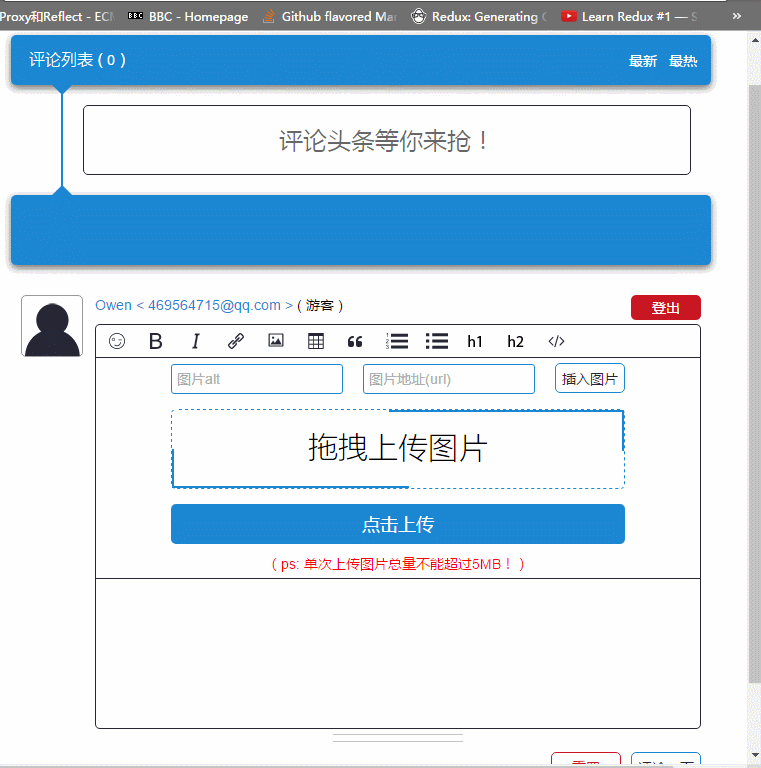 Proxy和Reflect - EC BBC BBC - Homepage Github flavored Mar Redux: Generating Learn Redux #1 — S »
评论列表 ( 0 ) 最新 最热
评论头条等你来抢！
Owen < 469564715@qq.com > ( 游客 ) 登出
B I h1 h2 </>
图片alt 图片地址(url) 插入图片
拖拽上传图片
点击上传
( ps: 单次上传图片总量不能超过5MB！ )